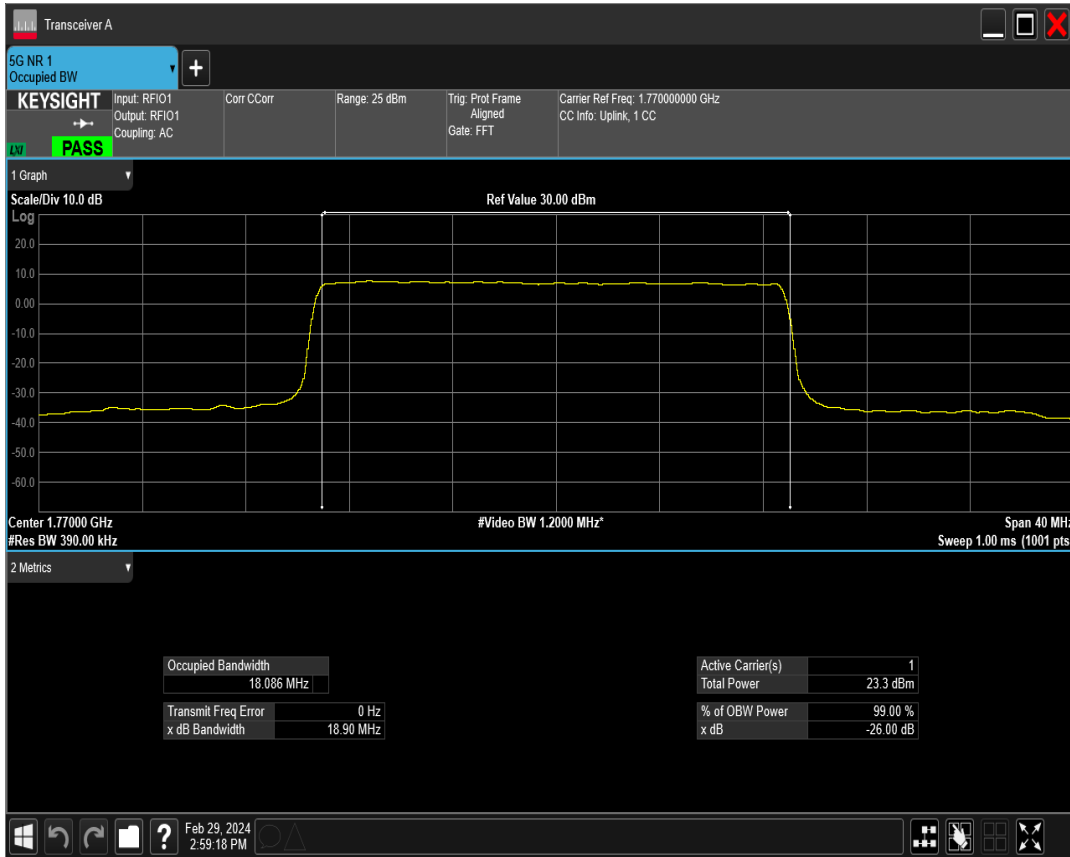 Transceiver A
5G NR 1
Occupied BW
+
KEYSIGHT
LXI
PASS
Input: RFIO1
Output: RFIO1
Coupling: AC
Corr CCorr
Range: 25 dBm
Trig: Prot Frame
Aligned
Gate: FFT
Carrier Ref Freq: 1.770000000 GHz
CC Info: Uplink, 1 CC
1 Graph
Scale/Div 10.0 dB
Ref Value 30.00 dBm
Log
20.0
10.0
0.00
-10.0
-20.0
-30.0
-40.0
-50.0
-60.0
Center 1.77000 GHz
#Video BW 1.2000 MHz*
Span 40 MHz
#Res BW 390.00 kHz
Sweep 1.00 ms (1001 pts
2 Metrics
Occupied Bandwidth
18.086 MHz
Transmit Freq Error 0 Hz
x dB Bandwidth 18.90 MHz
Active Carrier(s) 1
Total Power 23.3 dBm
% of OBW Power 99.00 %
x dB -26.00 dB
?
Feb 29, 2024
2:59:18 PM